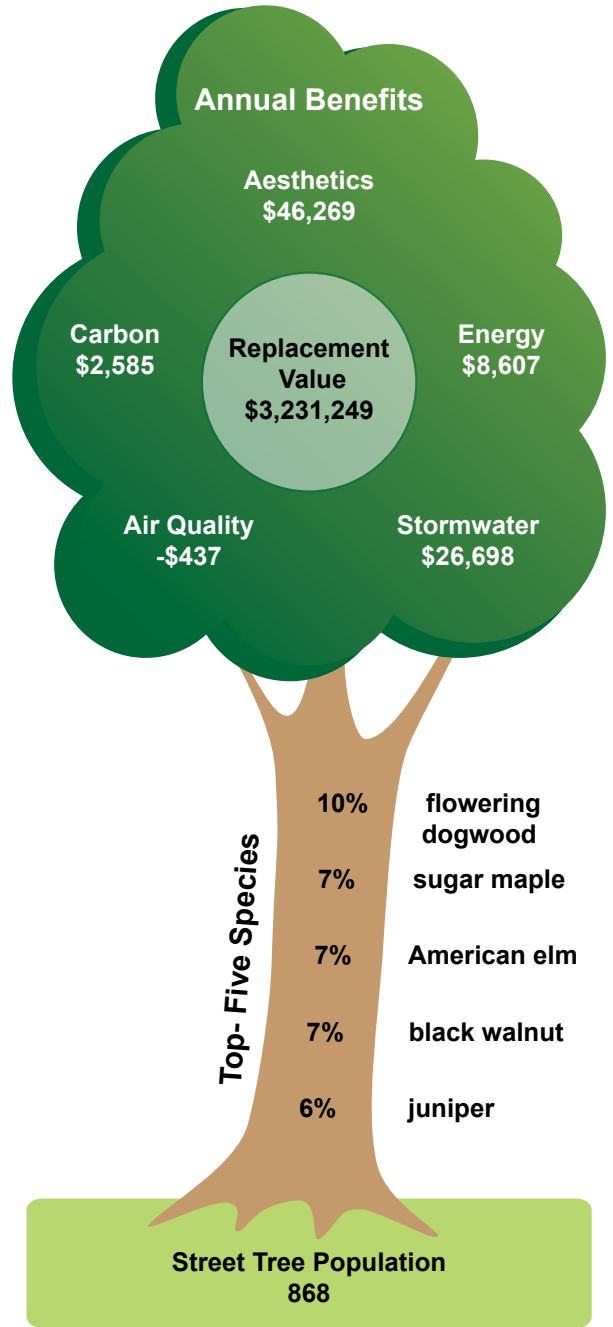 Annual Benefits
Aesthetics
$46,269
Carbon
$2,585
Replacement
Value
$3,231,249
Energy
$8,607
Air Quality
-$437
Stormwater
$26,698
Top- Five Species
10% flowering
dogwood
7% sugar maple
7% American elm
7% black walnut
6% juniper
Street Tree Population
868